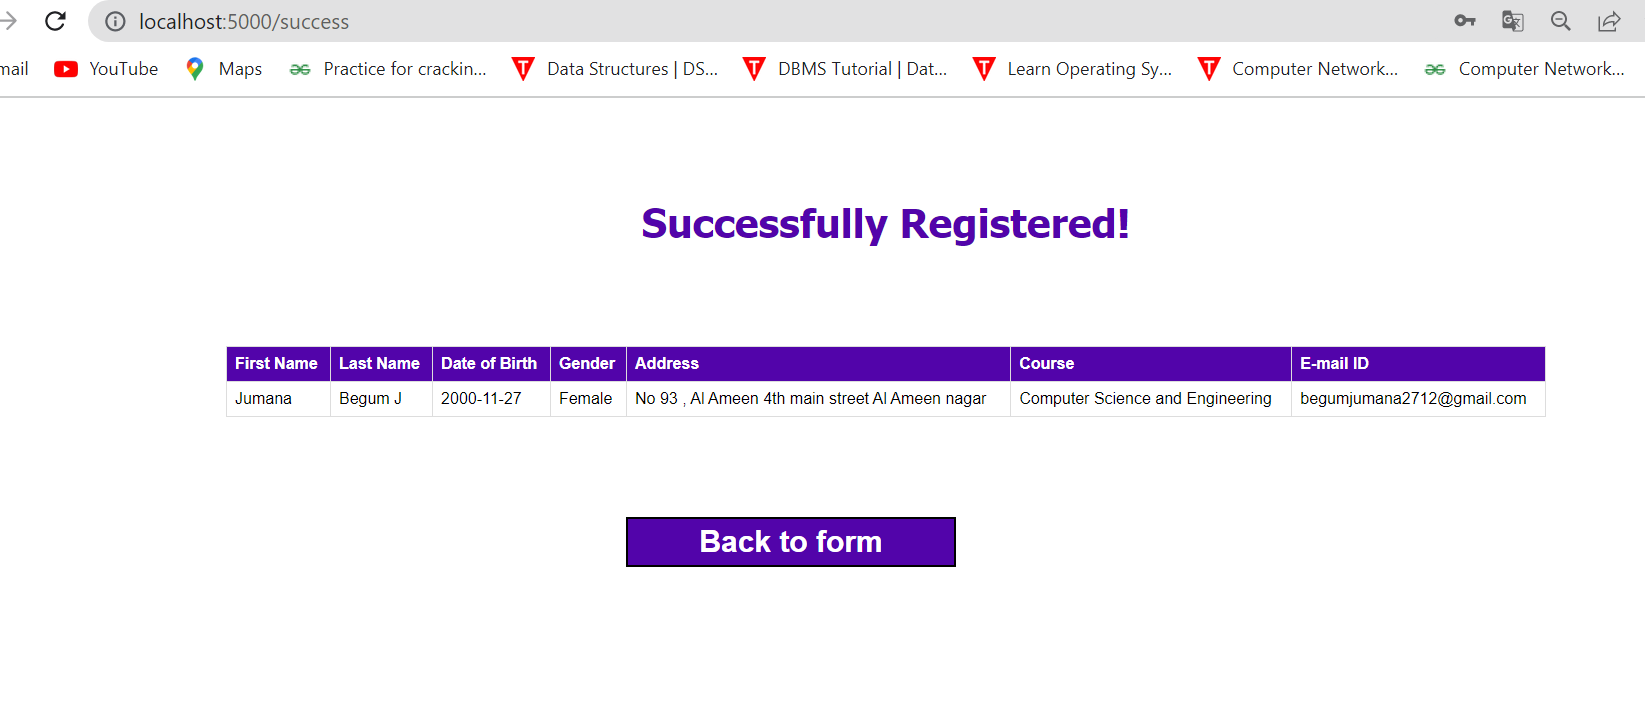 localhost:5000/success
mail YouTube Maps Practice for crackin... Data Structures | DS... DBMS Tutorial | Dat... Learn Operating Sy... Computer Network... Computer Network...
Successfully Registered!
First Name Last Name Date of Birth Gender Address Course E-mail ID
Jumana Begum J 2000-11-27 Female No 93 , Al Ameen 4th main street Al Ameen nagar Computer Science and Engineering begumjumana2712@gmail.com
Back to form